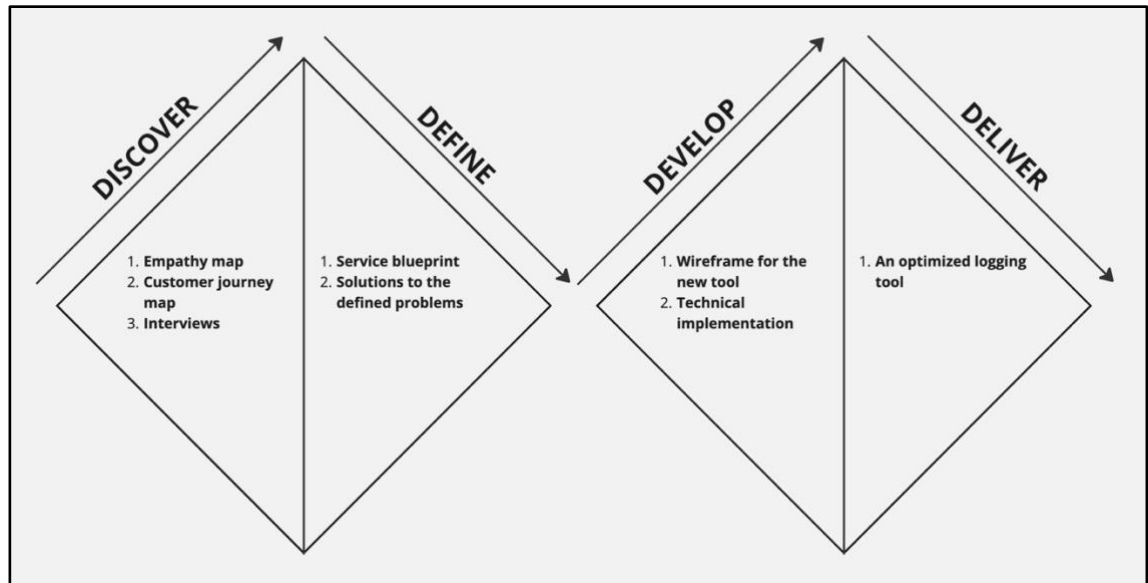 DISCOVER
DEFINE
1. Empathy map
2. Customer journey
map
3. Interviews
1. Service blueprint
2. Solutions to the
defined problems
DEVELOP
DELIVER
1. Wireframe for the
new tool
2. Technical
implementation
1. An optimized logging
tool